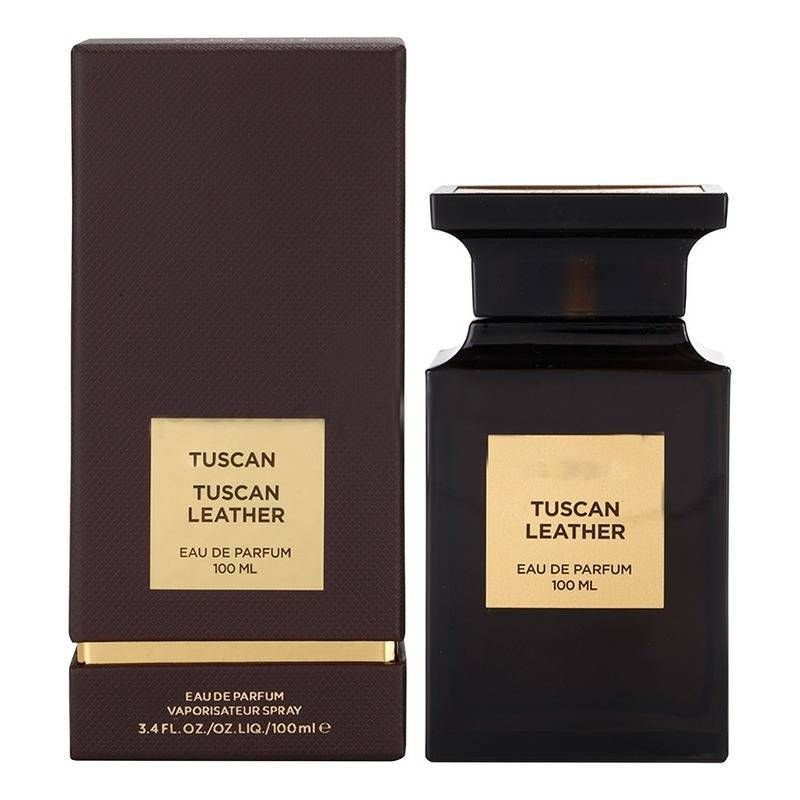 TUSCAN
TUSCAN
LEATHER
EAU DE PARFUM
100 ML
EAU DE PARFUM
VAPORISATEUR SPRAY
3.4 FL. OZ./OZ.LIQ./100ml ℮
TUSCAN
LEATHER
EAU DE PARFUM
100 ML